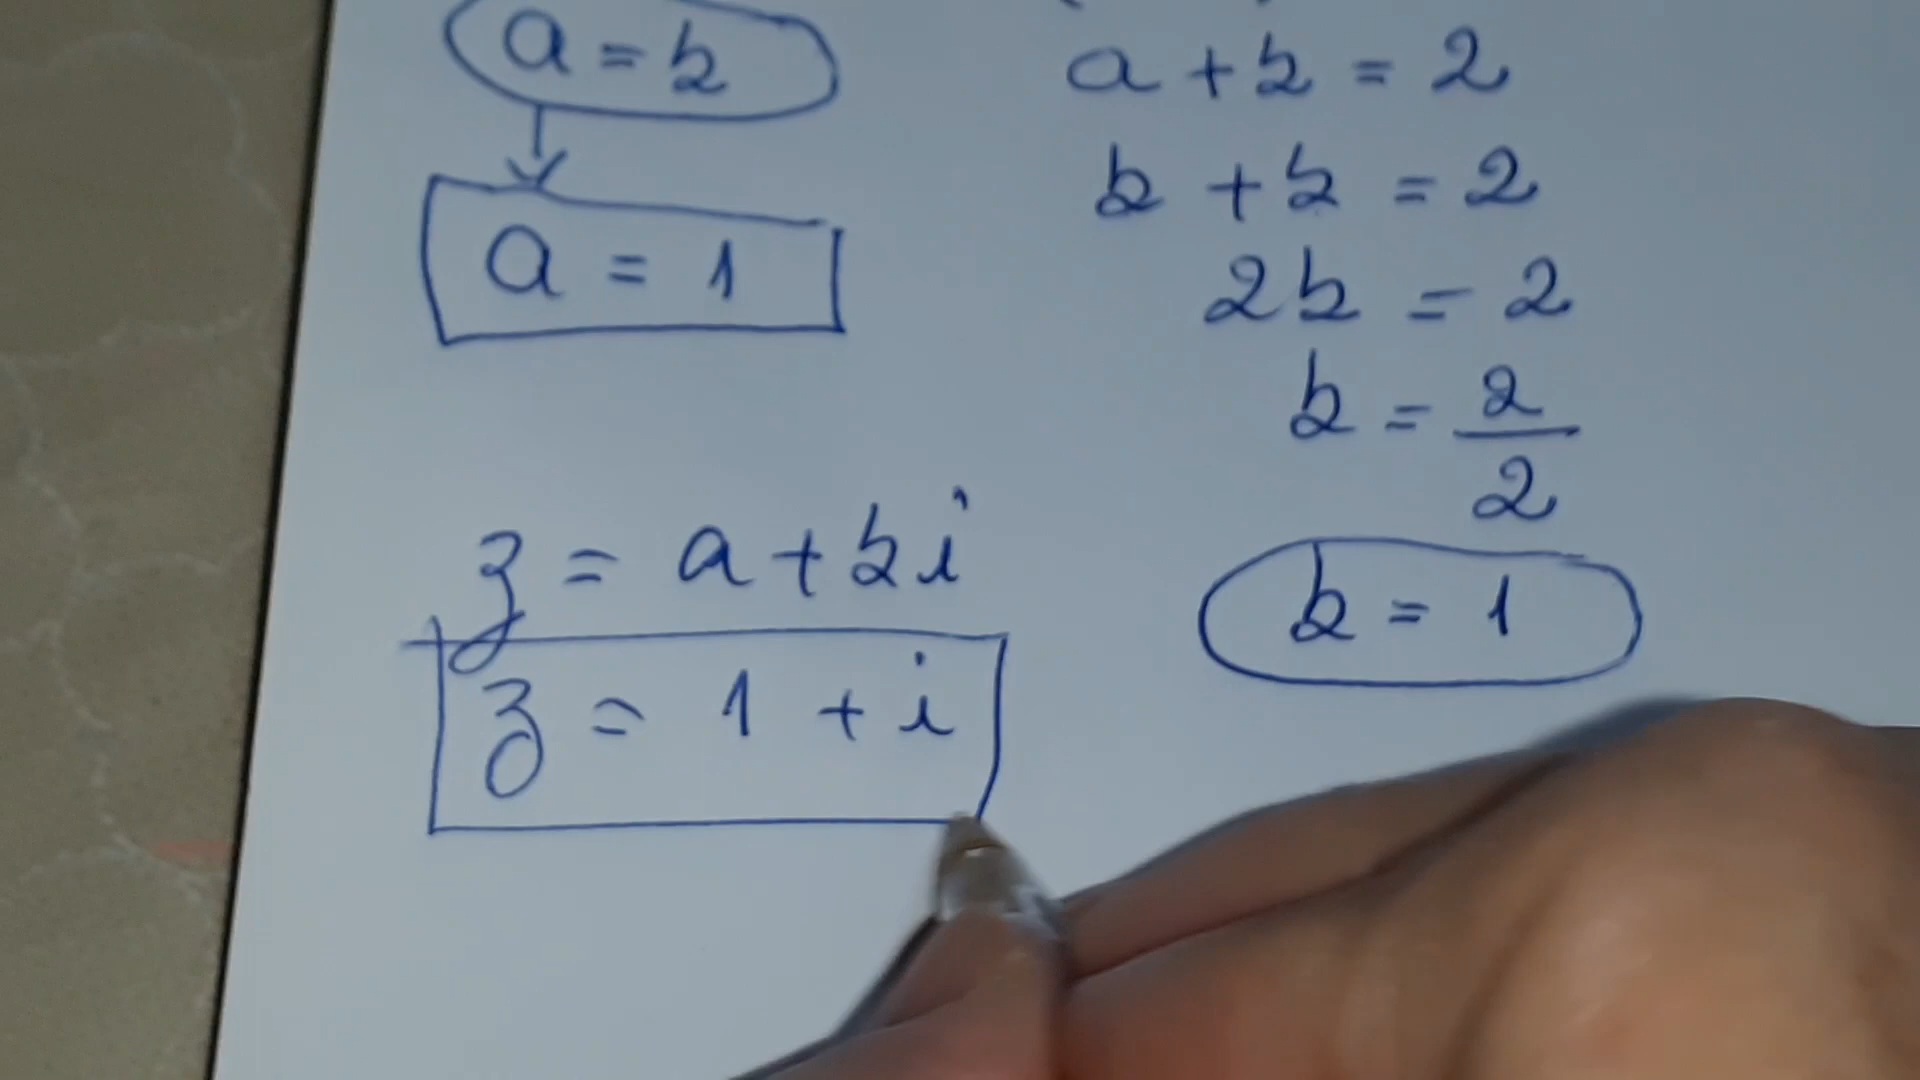 a = b
a = 1
a + b = 2
b + b = 2
2b = 2
b = 2/2
b = 1
z = a + bi
z = 1 + i